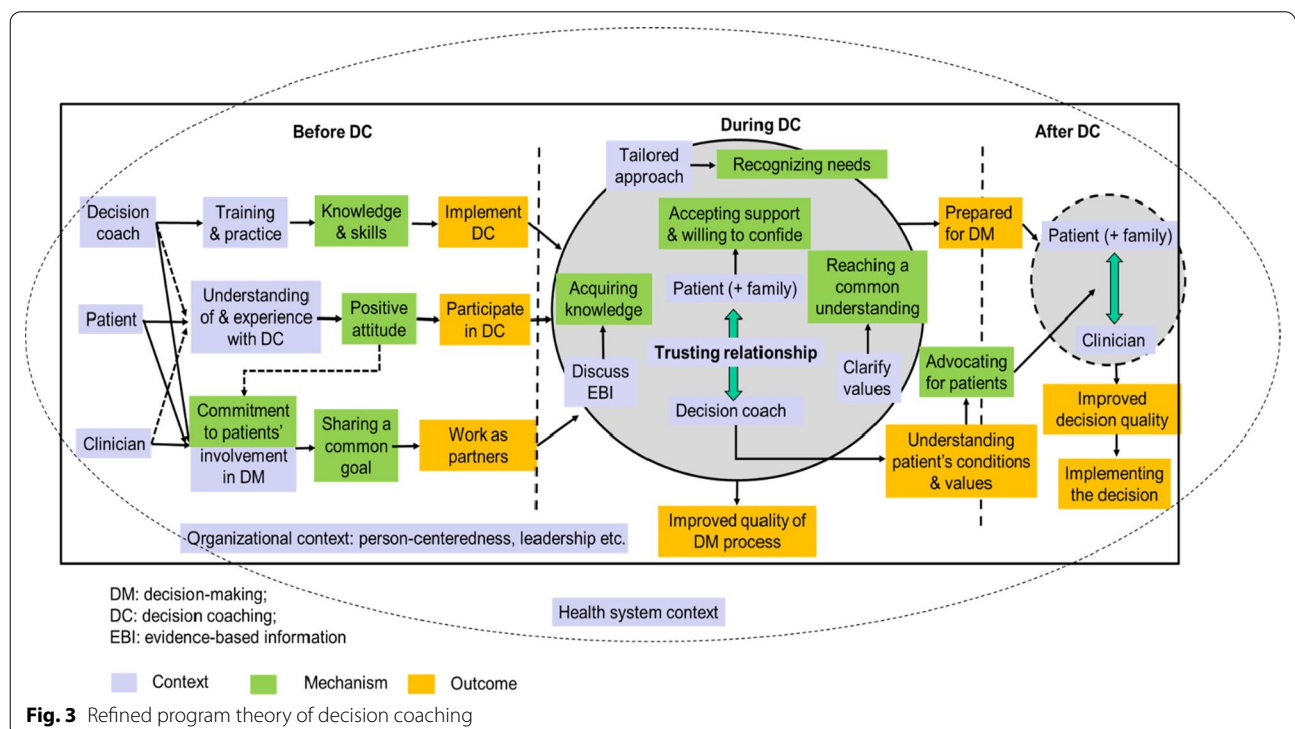 Before DC
During DC
After DC
Decision
coach
Training
& practice
Knowledge
& skills
Implement
DC
Patient
Understanding
of & experience
with DC
Positive
attitude
Participate
in DC
Clinician
Commitment
to patients'
involvement
in DM
Sharing a
common
goal
Work as
partners
Organizational context: person-centeredness, leadership etc.
Tailored
approach
Recognizing needs
Accepting support
& willing to confide
Acquiring
knowledge
Patient (+ family)
Reaching a
common
understanding
Trusting relationship
Discuss
EBI
Clarify
values
Decision coach
Improved quality of
DM process
Prepared
for DM
Advocating
for patients
Understanding
patient's conditions
& values
Patient (+ family)
Clinician
Improved
decision quality
Implementing
the decision
DM: decision-making;
DC: decision coaching;
EBI: evidence-based information
Health system context
Context
Mechanism
Outcome
Fig. 3 Refined program theory of decision coaching